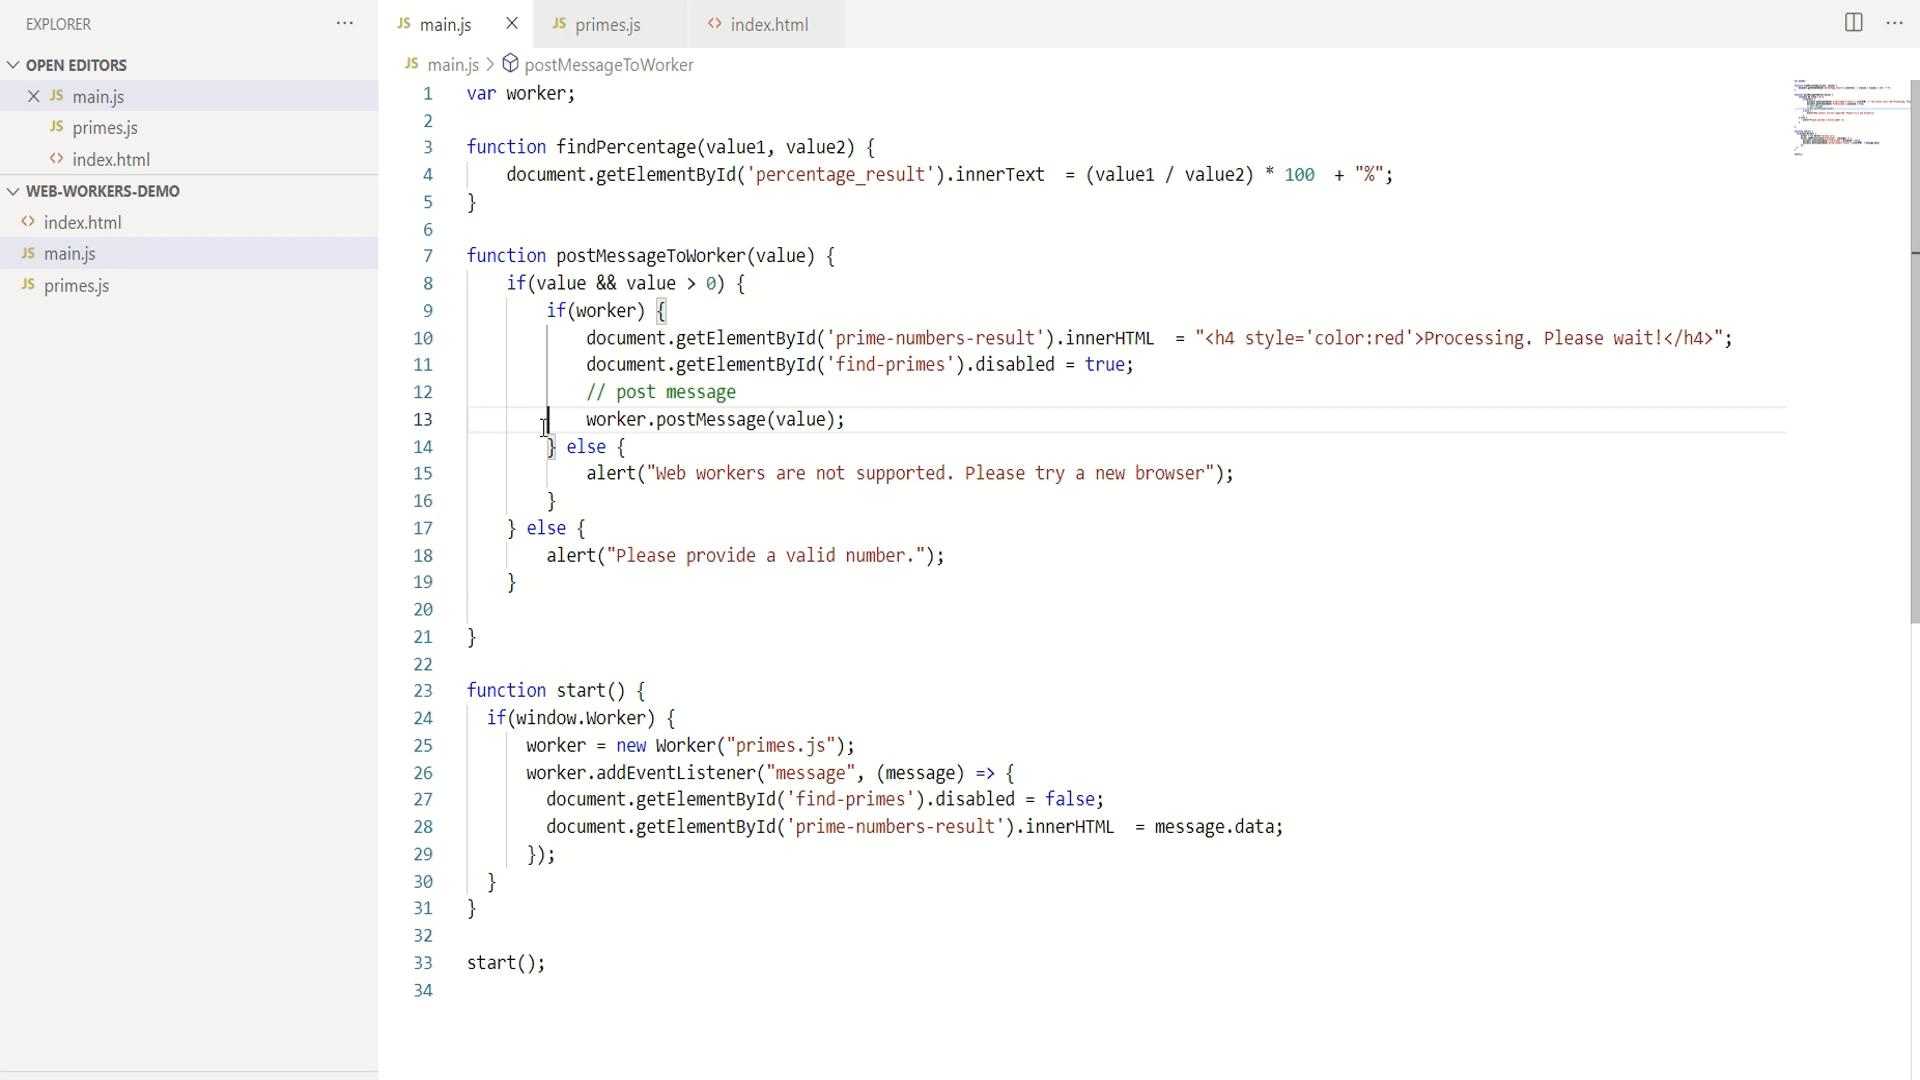 EXPLORER ...
JS main.js JS primes.js <> index.html ...
OPEN EDITORS
JS main.js
JS primes.js
<> index.html
WEB-WORKERS-DEMO
<> index.html
JS main.js
JS primes.js
JS main.js > postMessageToWorker
1 var worker;
2
3 function findPercentage(value1, value2) {
4 document.getElementById('percentage_result').innerText = (value1 / value2) * 100 + "%";
5 }
6
7 function postMessageToWorker(value) {
8 if(value && value > 0) {
9 if(worker) {
10 document.getElementById('prime-numbers-result').innerHTML = "<h4 style='color:red'>Processing. Please wait!</h4>";
11 document.getElementById('find-primes').disabled = true;
12 // post message
13 worker.postMessage(value);
14 } else {
15 alert("Web workers are not supported. Please try a new browser");
16 }
17 } else {
18 alert("Please provide a valid number.");
19 }
20
21 }
22
23 function start() {
24 if(window.Worker) {
25 worker = new Worker("primes.js");
26 worker.addEventListener("message", (message) => {
27 document.getElementById('find-primes').disabled = false;
28 document.getElementById('prime-numbers-result').innerHTML = message.data;
29 });
30 }
31 }
32
33 start();
34